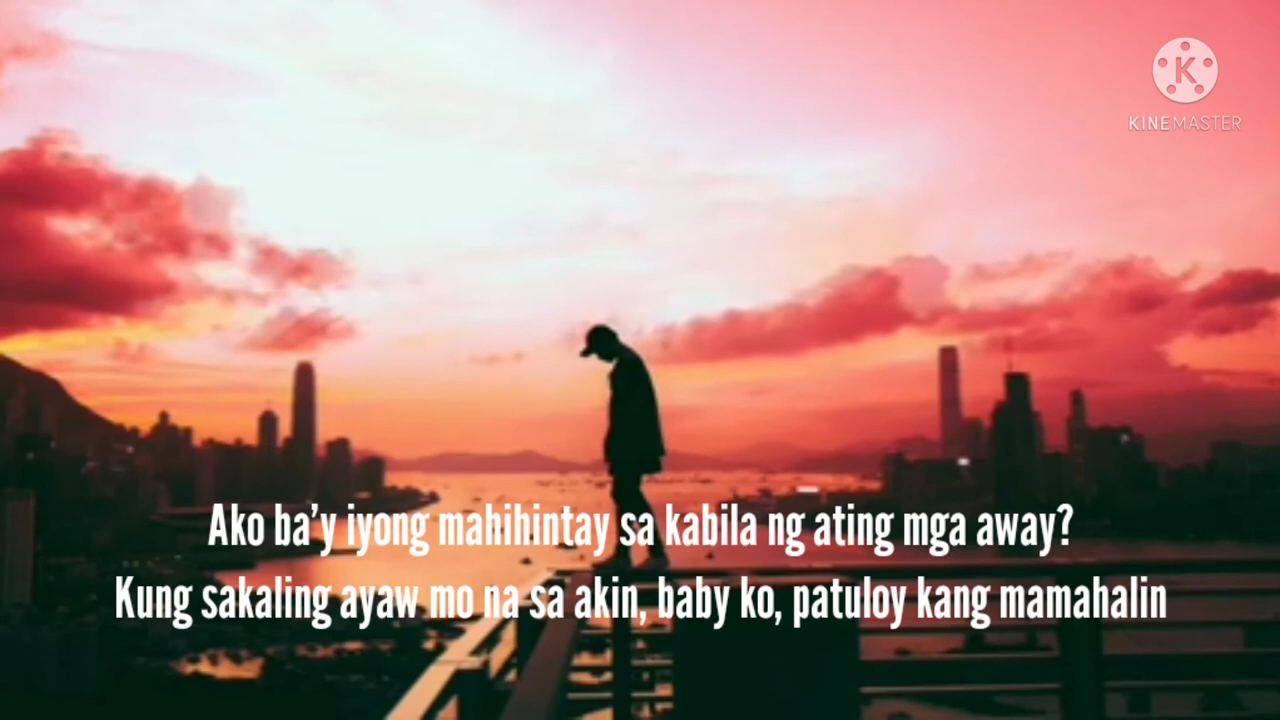 KINEMASTER
Ako ba’y iyong mahihintay sa kabila ng ating mga away?
Kung sakaling ayaw mo na sa akin, baby ko, patuloy kang mamahalin